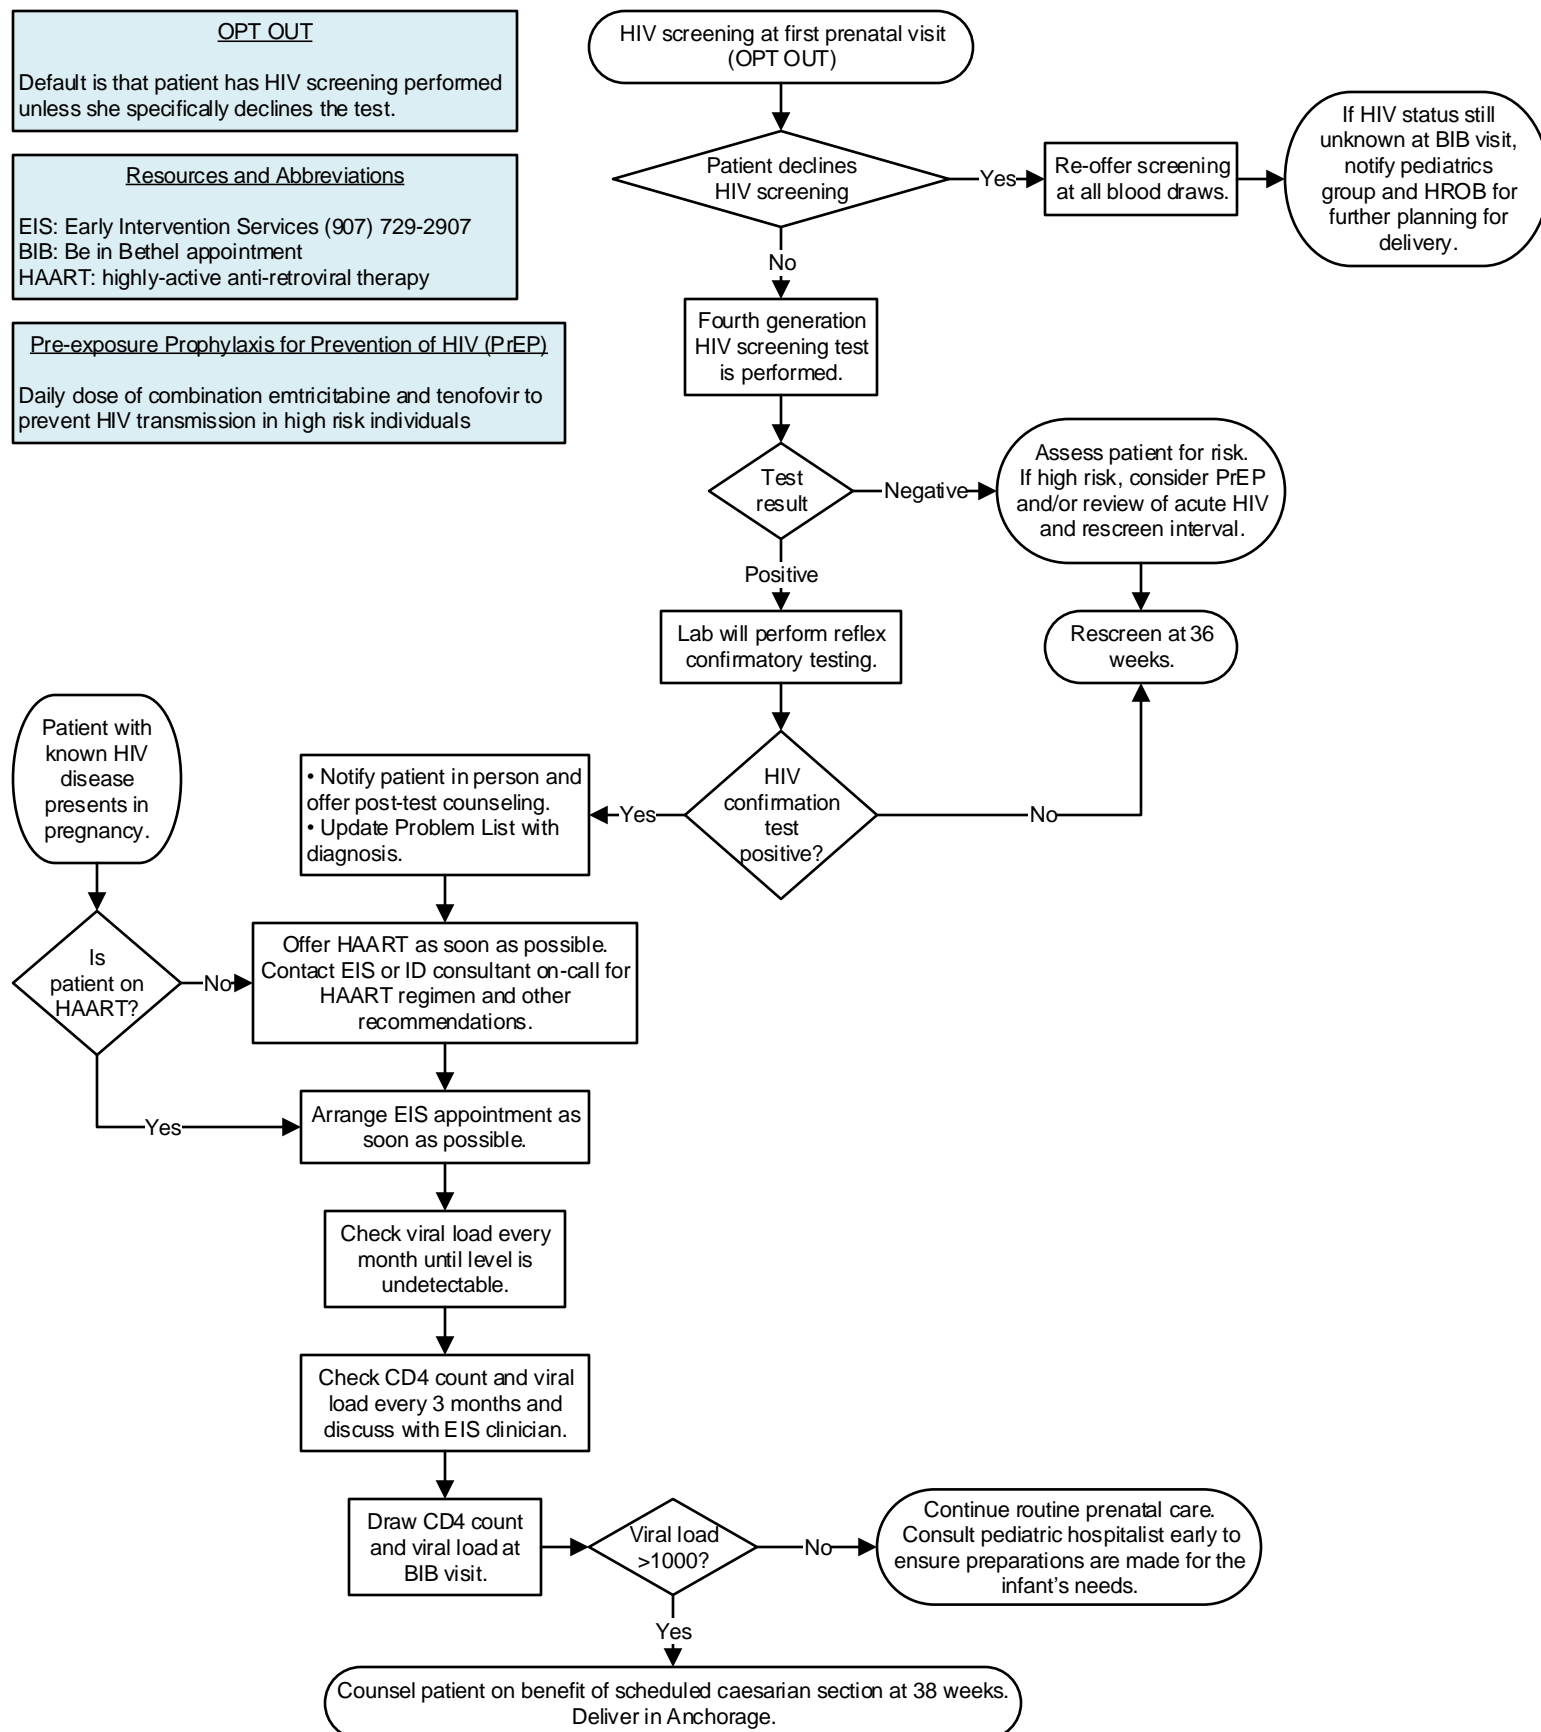 OPT OUT
Default is that patient has HIV screening performed
unless she specifically declines the test.
Resources and Abbreviations
EIS: Early Intervention Services (907) 729-2907
BIB: Be in Bethel appointment
HAART: highly-active anti-retroviral therapy
Pre-exposure Prophylaxis for Prevention of HIV (PrEP)
Daily dose of combination emtricitabine and tenofovir to
prevent HIV transmission in high risk individuals
HIV screening at first prenatal visit
(OPT OUT)
Patient declines
HIV screening
Yes
Re-offer screening
at all blood draws.
If HIV status still
unknown at BIB visit,
notify pediatrics
group and HROB for
further planning for
delivery.
No
Fourth generation
HIV screening test
is performed.
Test
result
Negative
Assess patient for risk.
If high risk, consider PrEP
and/or review of acute HIV
and rescreen interval.
Positive
Lab will perform reflex
confirmatory testing.
Rescreen at 36
weeks.
HIV
confirmation
test
positive?
No
Yes
• Notify patient in person and
offer post-test counseling.
• Update Problem List with
diagnosis.
Patient with
known HIV
disease
presents in
pregnancy.
Is
patient on
HAART?
No
Offer HAART as soon as possible.
Contact EIS or ID consultant on-call for
HAART regimen and other
recommendations.
Yes
Arrange EIS appointment as
soon as possible.
Check viral load every
month until level is
undetectable.
Check CD4 count and viral
load every 3 months and
discuss with EIS clinician.
Draw CD4 count
and viral load at
BIB visit.
Viral load
>1000?
No
Continue routine prenatal care.
Consult pediatric hospitalist early to
ensure preparations are made for the
infant's needs.
Yes
Counsel patient on benefit of scheduled caesarian section at 38 weeks.
Deliver in Anchorage.